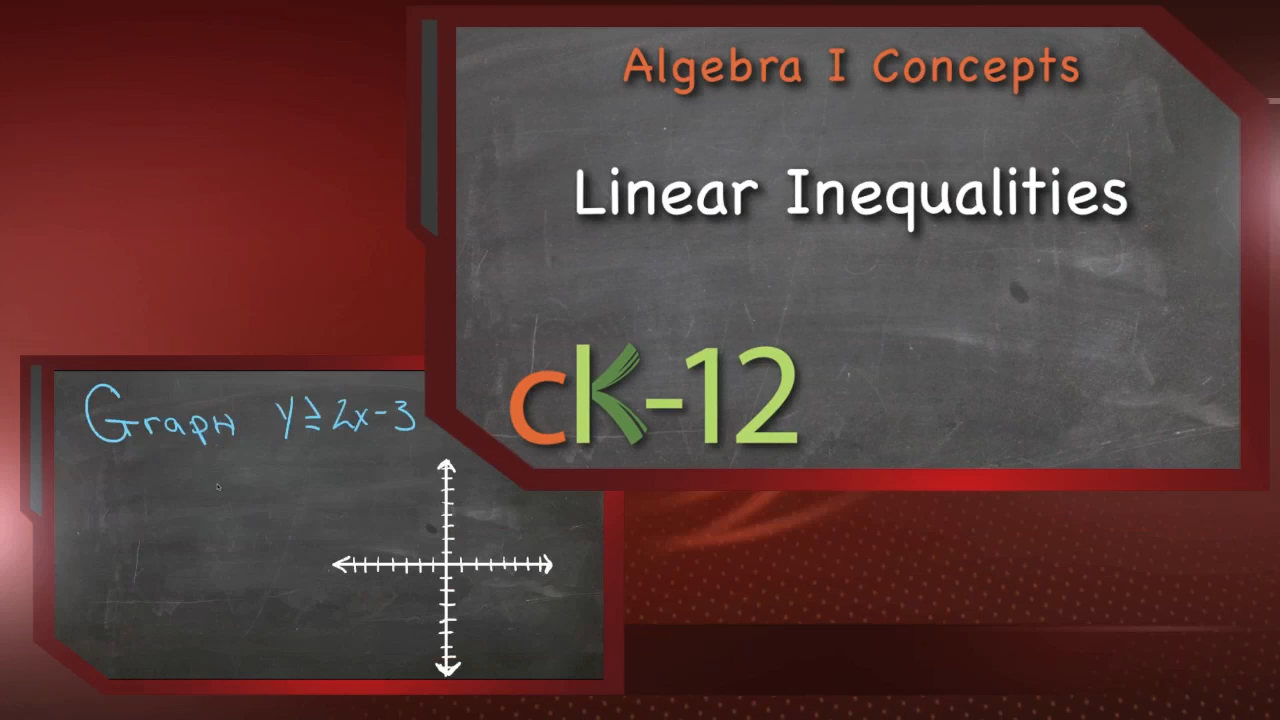 Algebra I Concepts
Linear Inequalities
cK-12
Graph y ≥ 2x-3